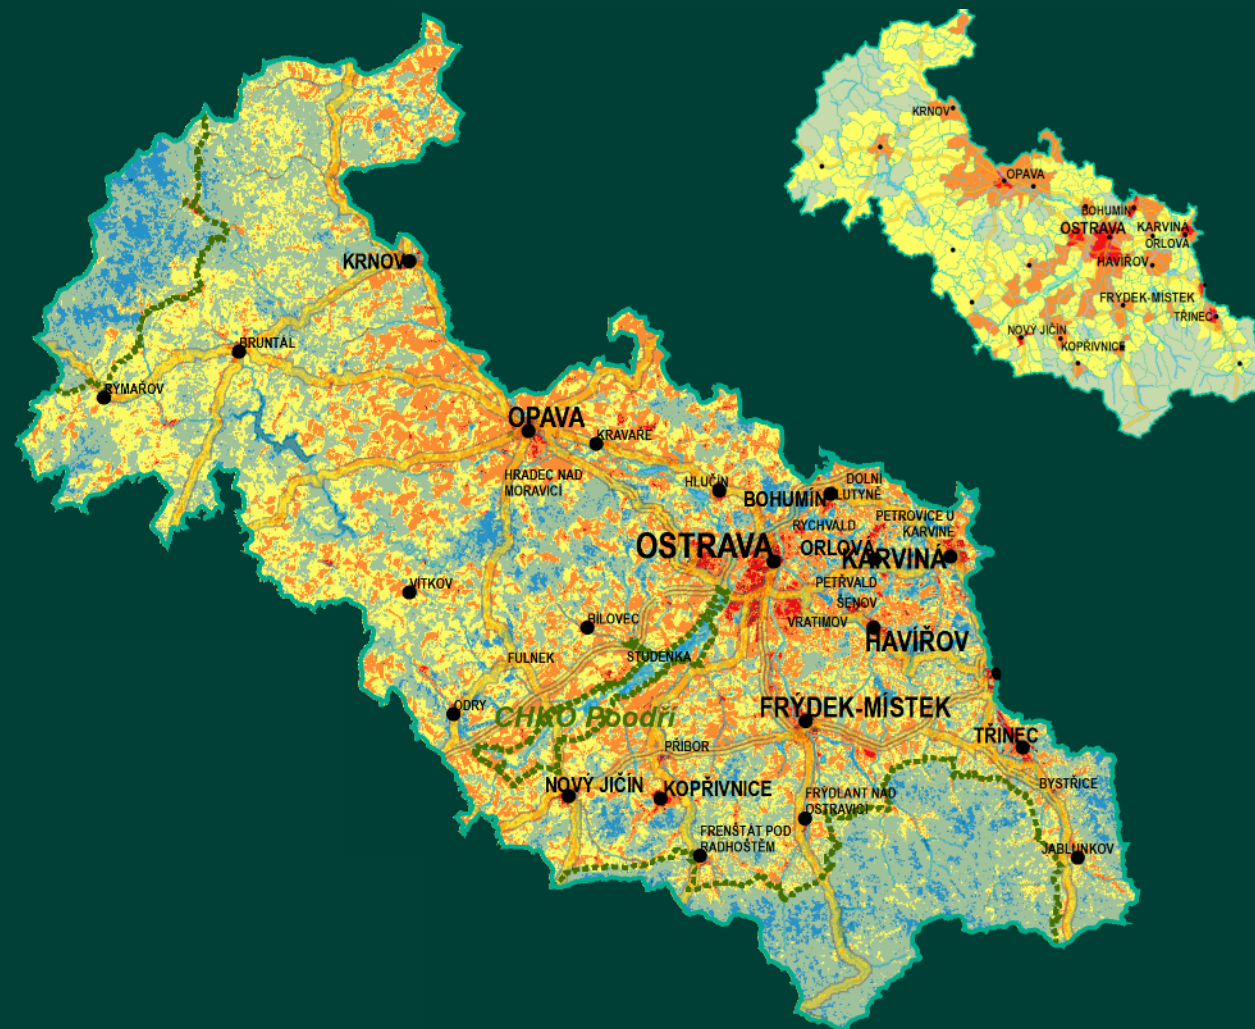 KRNOV
OPAVA
BOHUMÍN
OSTRAVA
KARVINÁ
ORLOVÁ
HAVÍŘOV
FRÝDEK-MÍSTEK
TŘINEC
NOVÝ JIČÍN
KOPŘIVNICE
KRNOV
BRUNTÁL
RÝMAŘOV
OPAVA
KRAVAŘE
HRADEC NAD
MORAVICÍ
HLUČÍN
BOHUMÍN
DOLNÍ
LUTYNĚ
RYCHVALD
PETROVICE U
KARVINÉ
OSTRAVA
ORLOVÁ
KARVINÁ
PETŘVALD
ŠENOV
VRATIMOV
HAVÍŘOV
VÍTKOV
BÍLOVEC
FULNEK
STUDÉNKA
ODRY
CHKO Poodří
FRÝDEK-MÍSTEK
PŘÍBOR
TŘINEC
BYSTŘICE
NOVÝ JIČÍN
KOPŘIVNICE
FRÝDLANT NAD
OSTRAVICÍ
FRENŠTÁT POD
RADHOŠTĚM
JABLUNKOV